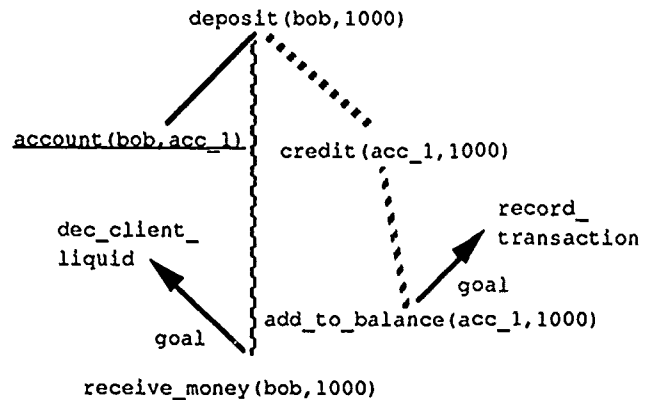 deposit(bob,1000)
account(bob,acc_1)
credit(acc_1,1000)
dec_client_
liquid
record_
transaction
goal
add_to_balance(acc_1,1000)
goal
receive_money(bob,1000)